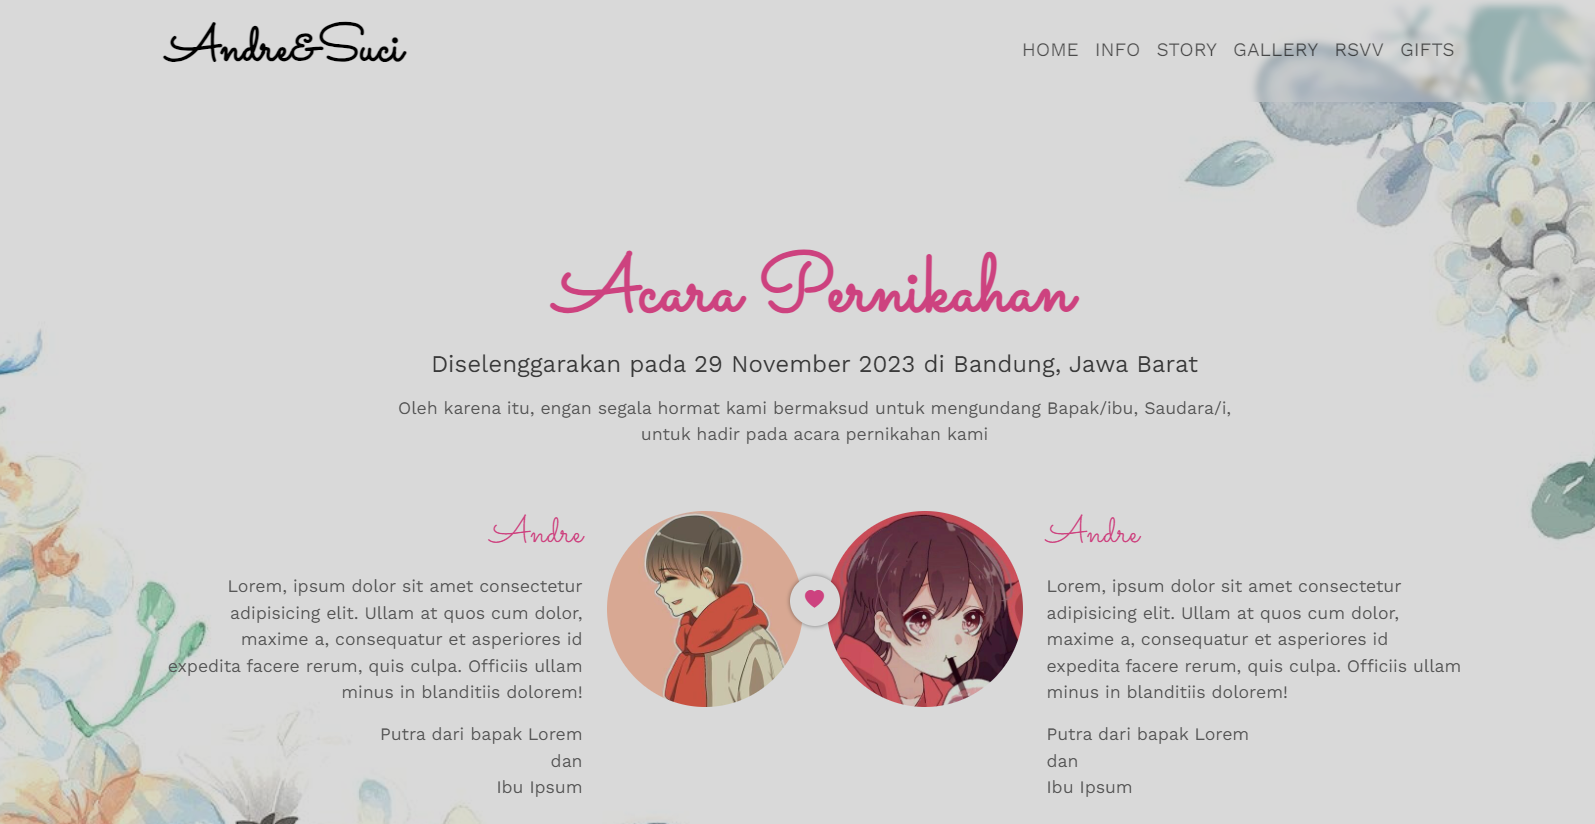 Andre&Suci
HOME INFO STORY GALLERY RSVV GIFTS
Acara Pernikahan
Diselenggarakan pada 29 November 2023 di Bandung, Jawa Barat
Oleh karena itu, engan segala hormat kami bermaksud untuk mengundang Bapak/ibu, Saudara/i,
untuk hadir pada acara pernikahan kami
Andre
Lorem, ipsum dolor sit amet consectetur
adipisicing elit. Ullam at quos cum dolor,
maxime a, consequatur et asperiores id
expedita facere rerum, quis culpa. Officiis ullam
minus in blanditiis dolorem!
Putra dari bapak Lorem
dan
Ibu Ipsum
Andre
Lorem, ipsum dolor sit amet consectetur
adipisicing elit. Ullam at quos cum dolor,
maxime a, consequatur et asperiores id
expedita facere rerum, quis culpa. Officiis ullam
minus in blanditiis dolorem!
Putra dari bapak Lorem
dan
Ibu Ipsum